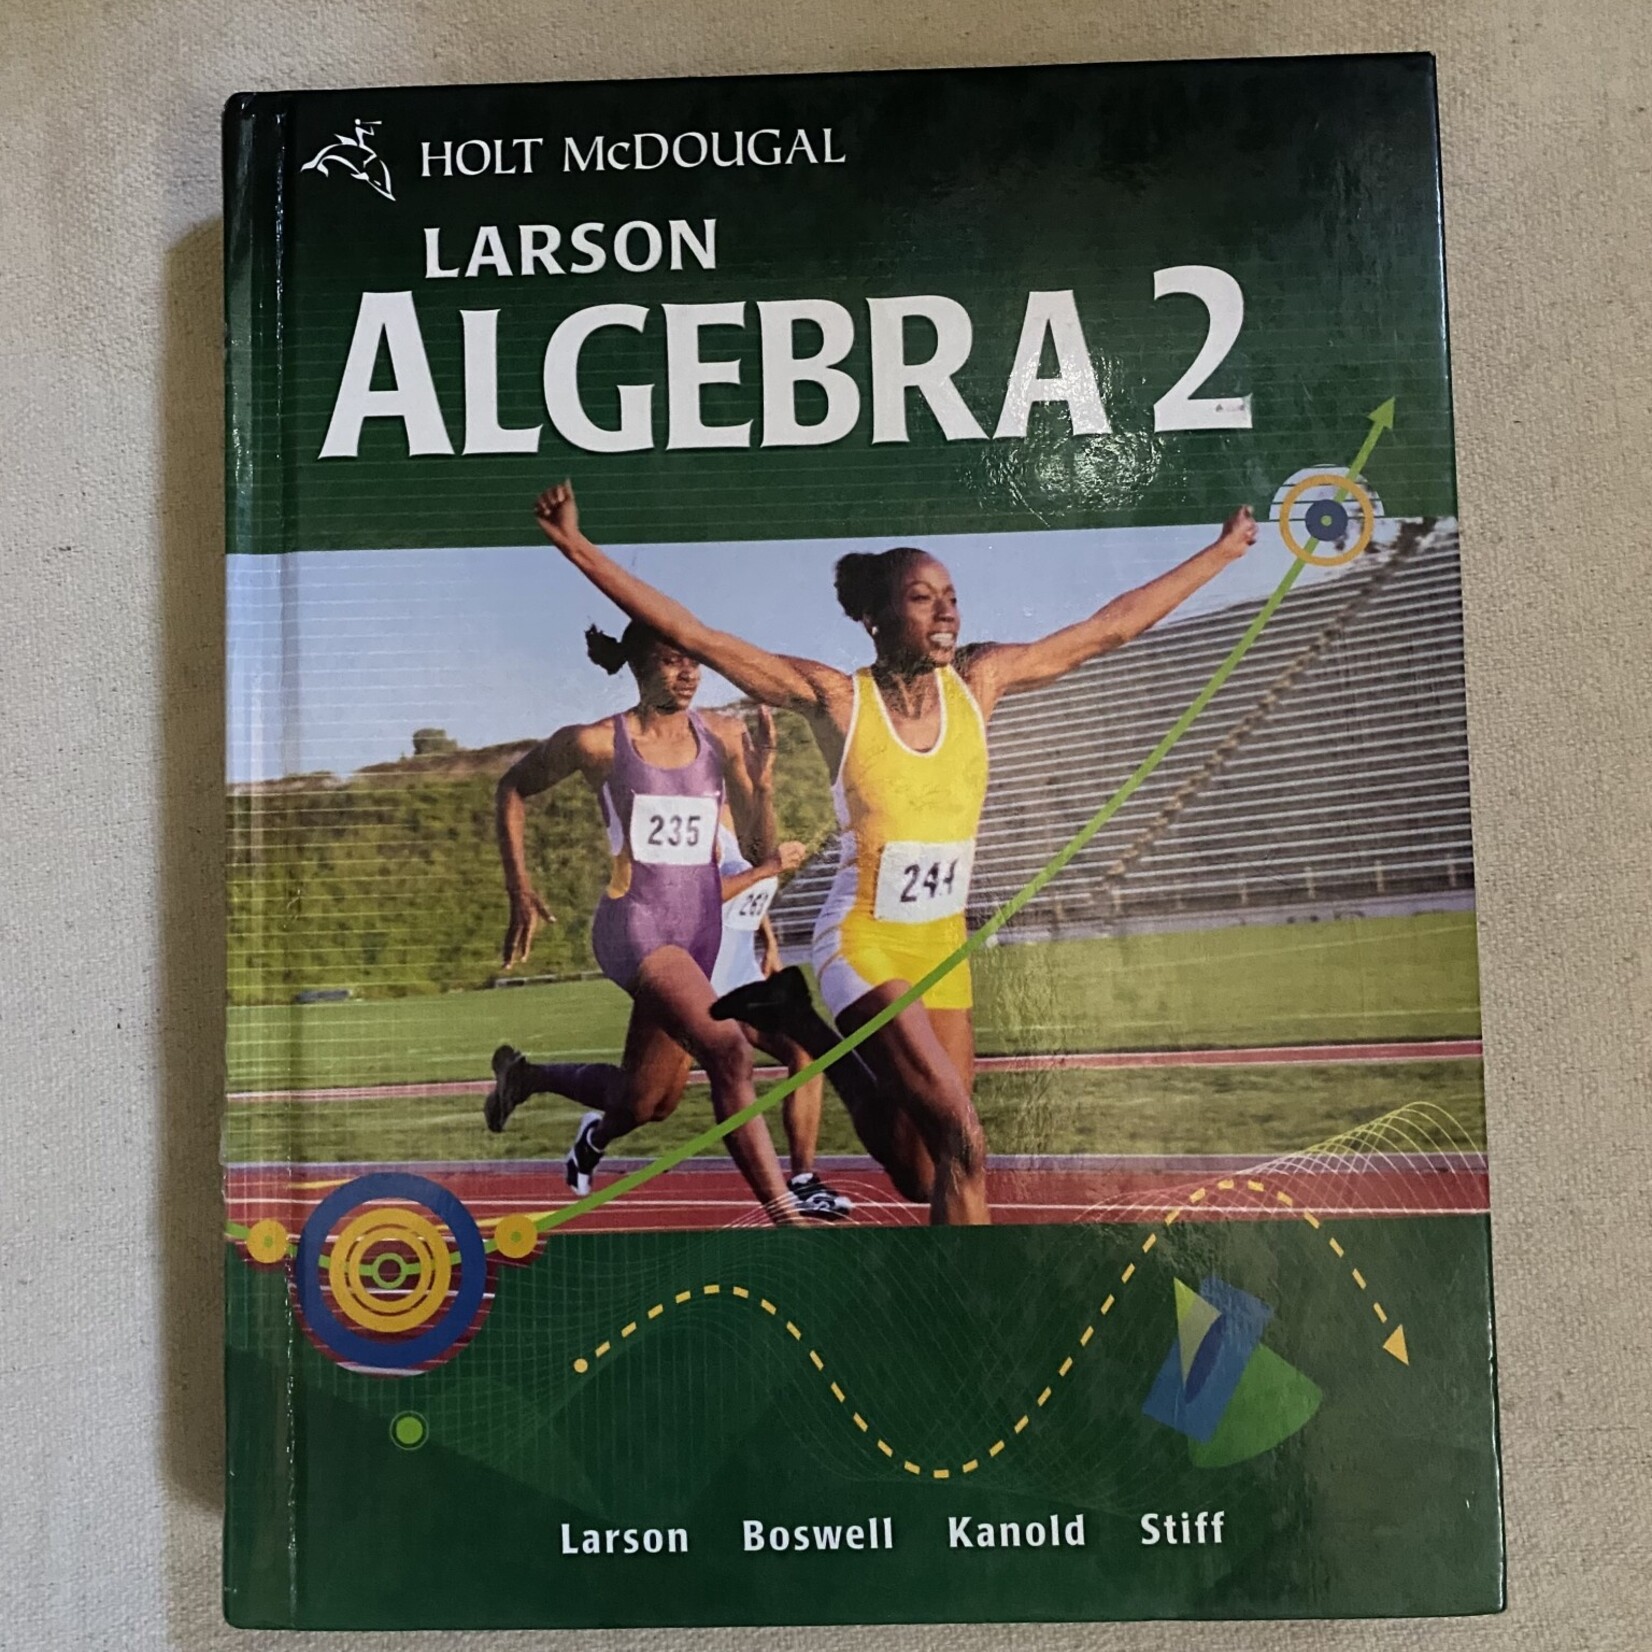 HOLT McDOUGAL
LARSON
ALGEBRA 2
235
244
Larson Boswell Kanold Stiff